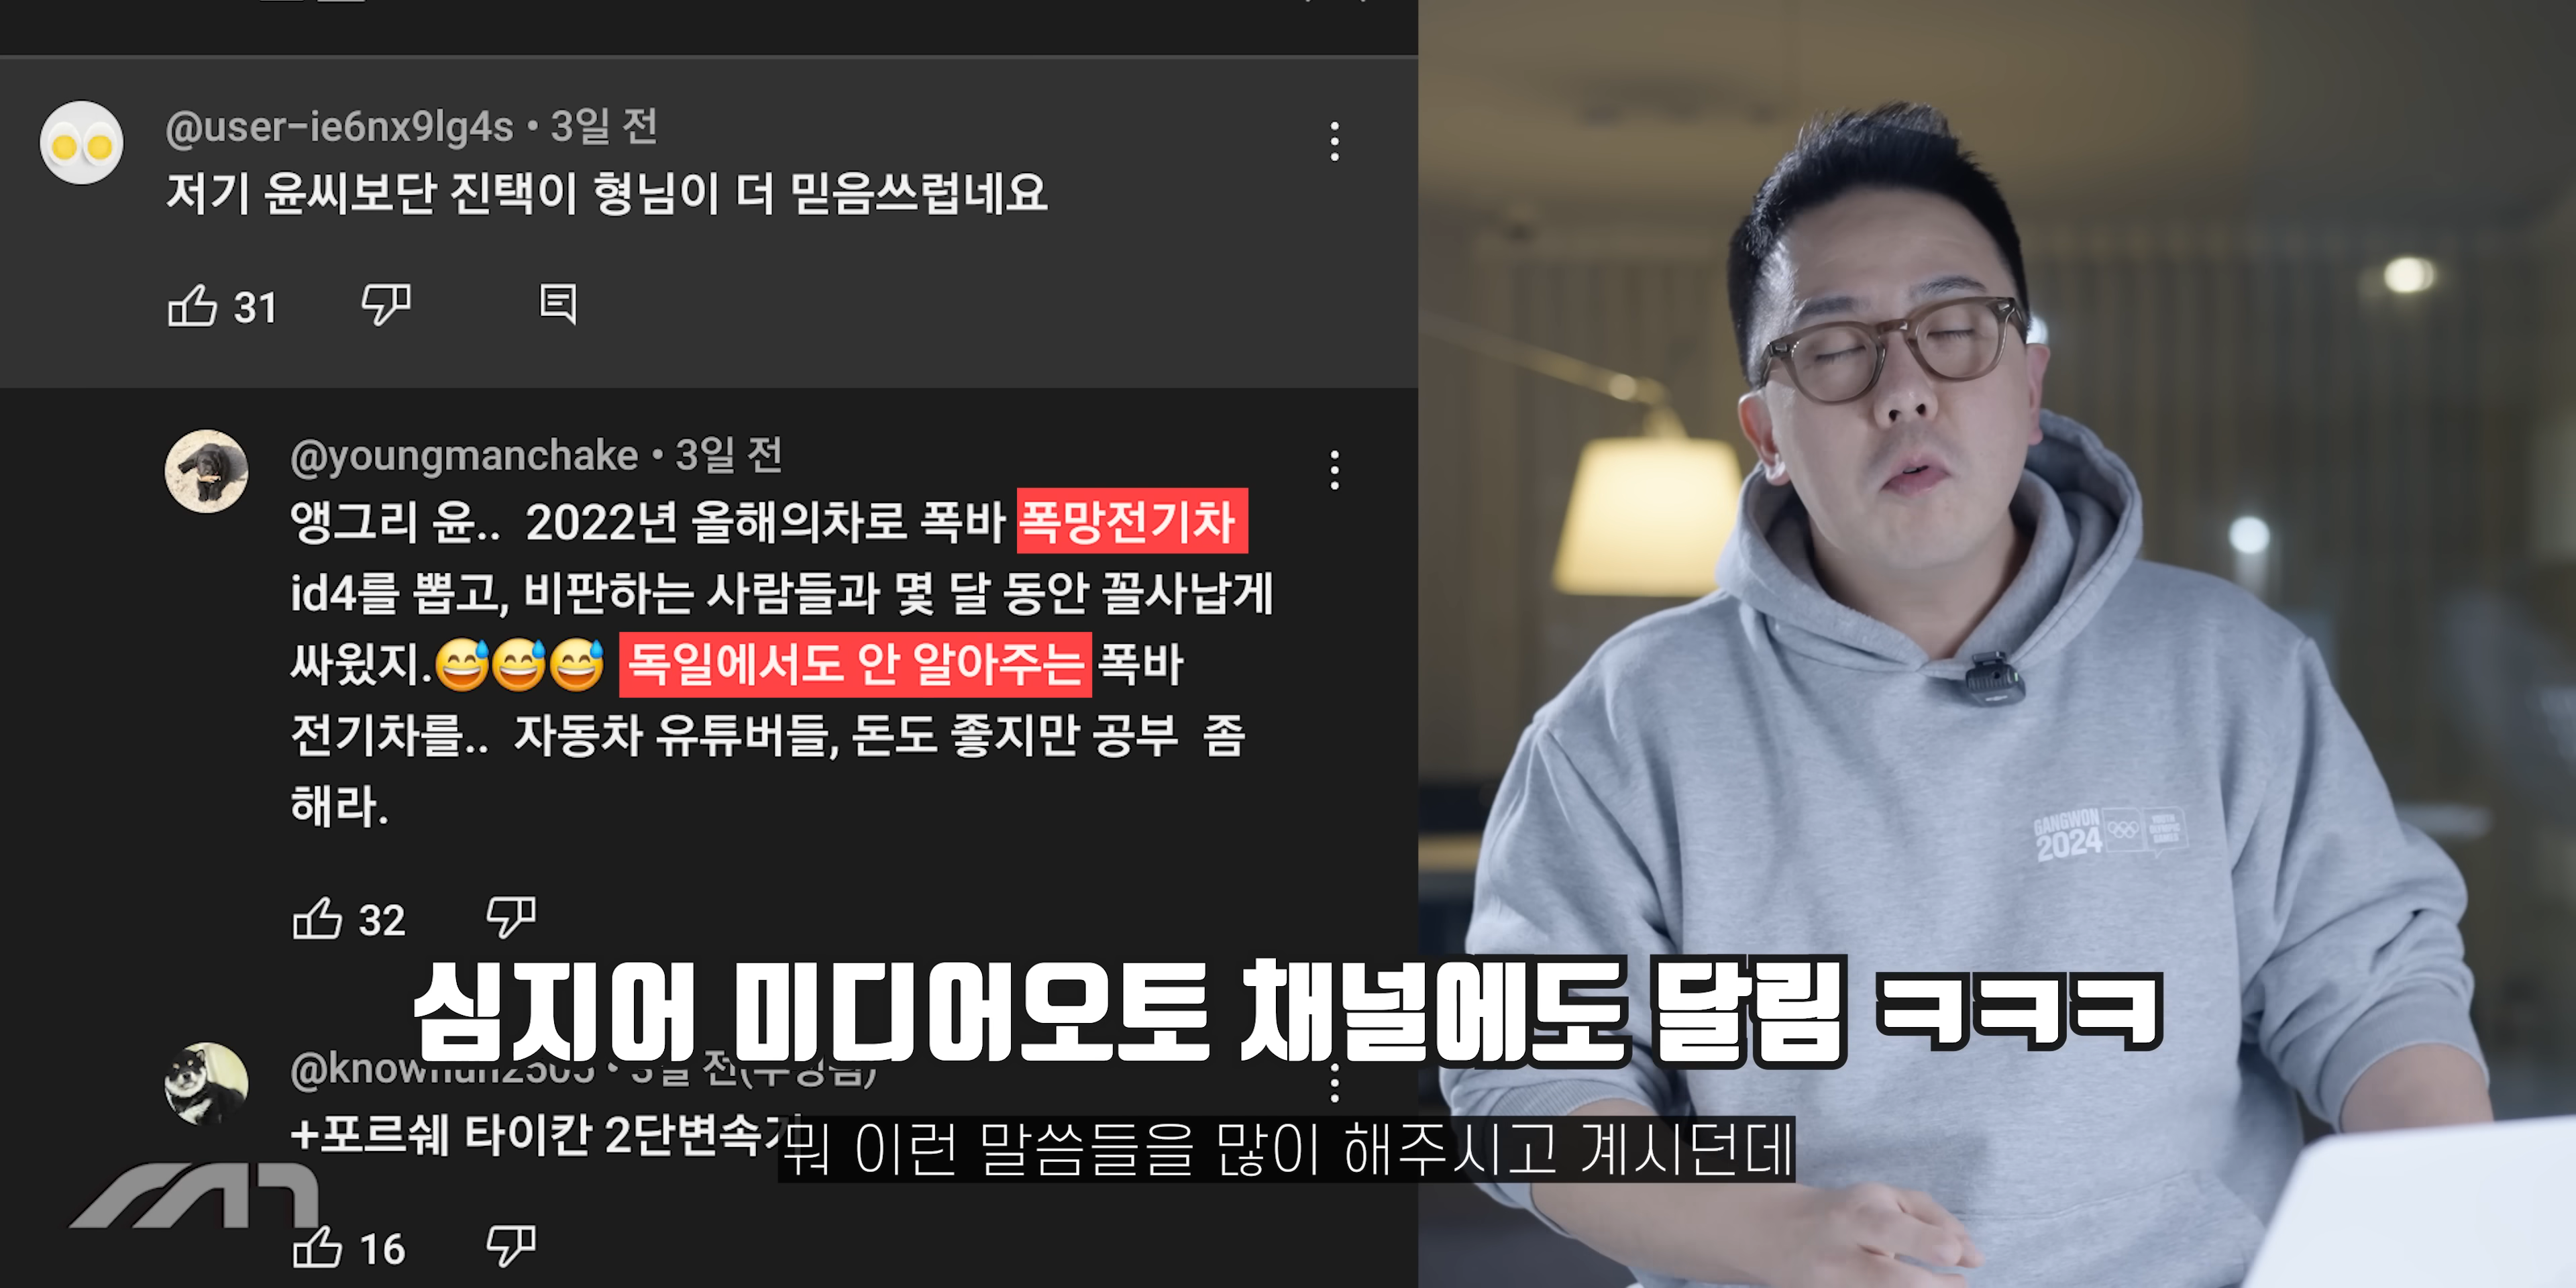 @user-ie6nx9lg4s • 3일 전
저기 윤씨보단 진택이 형님이 더 믿음쓰럽네요
31
@youngmanchake • 3일 전
앵그리 윤.. 2022년 올해의차로 폭바 폭망전기차
id4를 뽑고, 비판하는 사람들과 몇 달 동안 꼴사납게
싸웠지.😅😅😅 독일에서도 안 알아주는 폭바
전기차를.. 자동차 유튜버들, 돈도 좋지만 공부 좀
해라.
32
GANGWON
2024
YOUTH
OLYMPIC
GAMES
심지어 미디어오토 채널에도 달림 ㅋㅋㅋ
+포르쉐 타이칸 2단변속
뭐 이런 말씀들을 많이 해주시고 계시던데
16